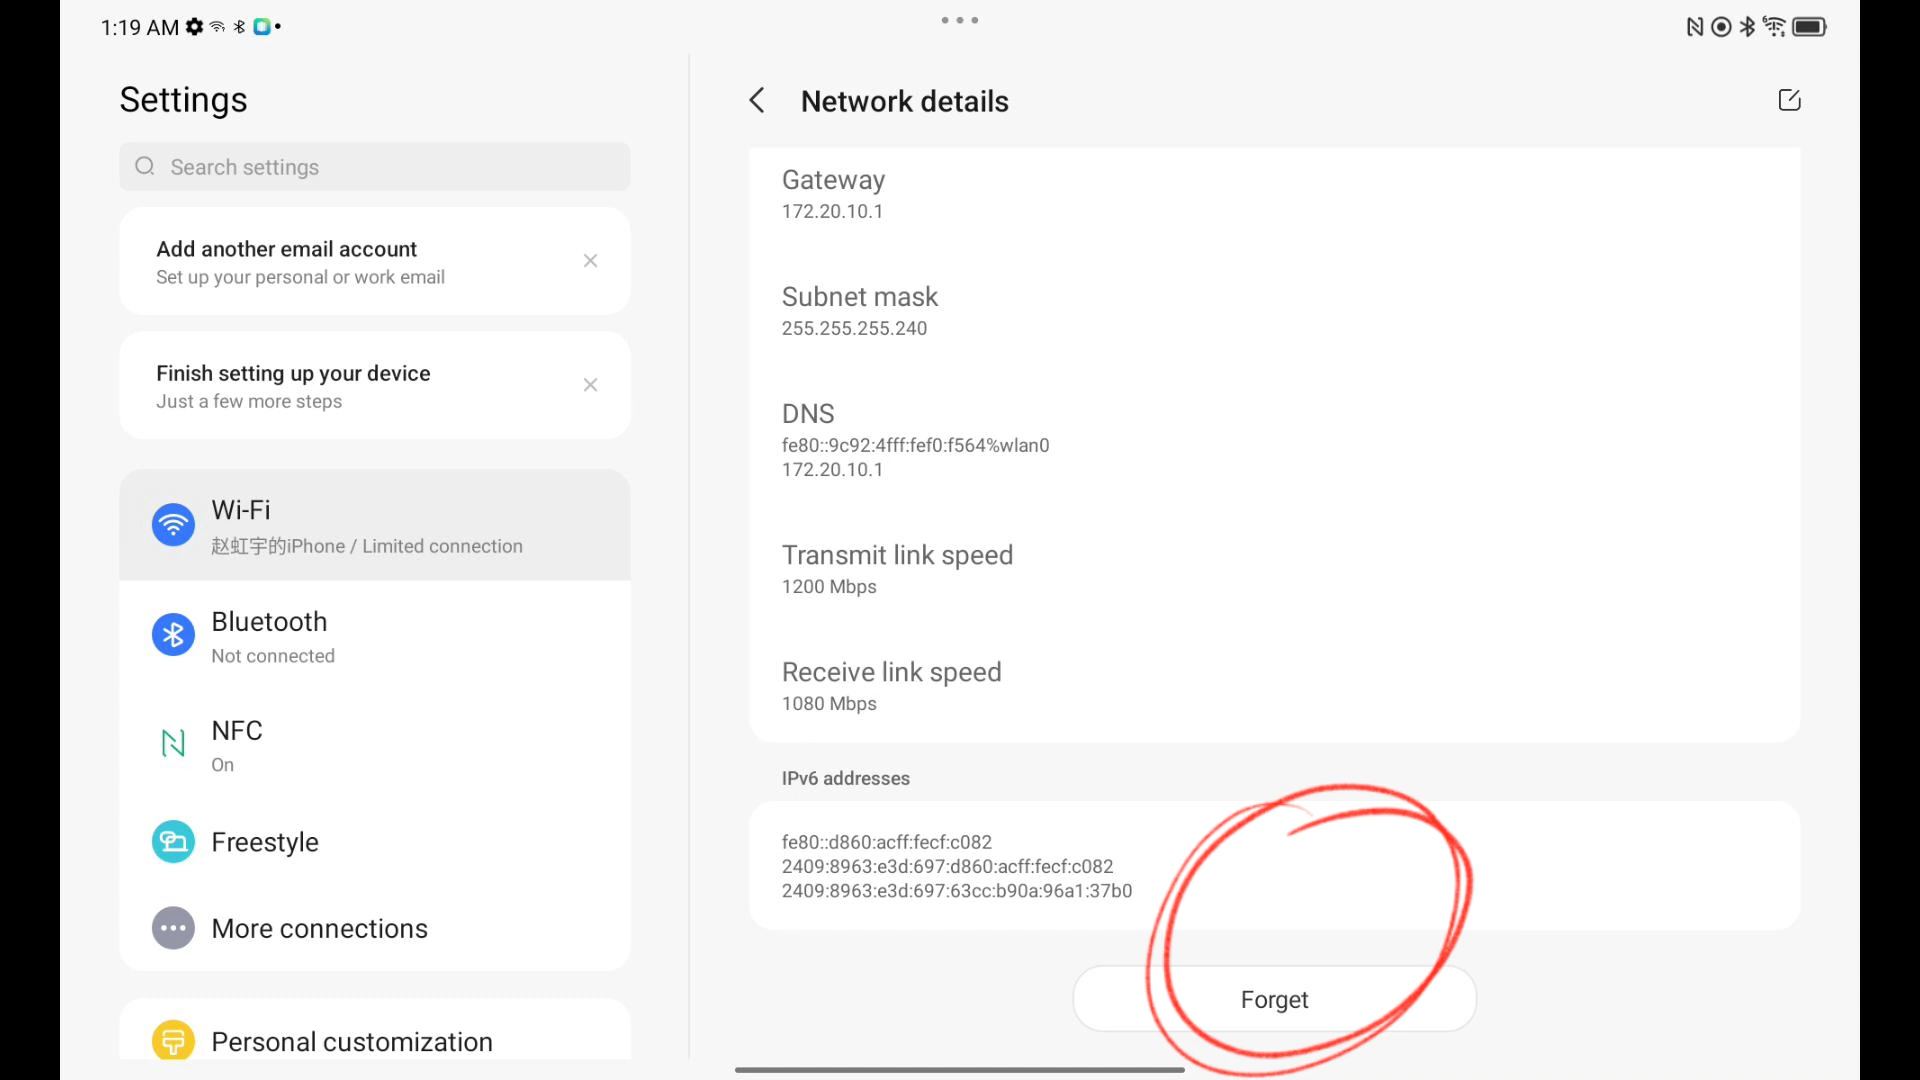 1:19 AM
Settings
Search settings
Add another email account
Set up your personal or work email
Finish setting up your device
Just a few more steps
Wi-Fi
赵虹宇的iPhone / Limited connection
Bluetooth
Not connected
NFC
On
Freestyle
More connections
Personal customization
Network details
Gateway
172.20.10.1
Subnet mask
255.255.255.240
DNS
fe80::9c92:4fff:fef0:f564%wlan0
172.20.10.1
Transmit link speed
1200 Mbps
Receive link speed
1080 Mbps
IPv6 addresses
fe80::d860:acff:fecf:c082
2409:8963:e3d:697:d860:acff:fecf:c082
2409:8963:e3d:697:63cc:b90a:96a1:37b0
Forget